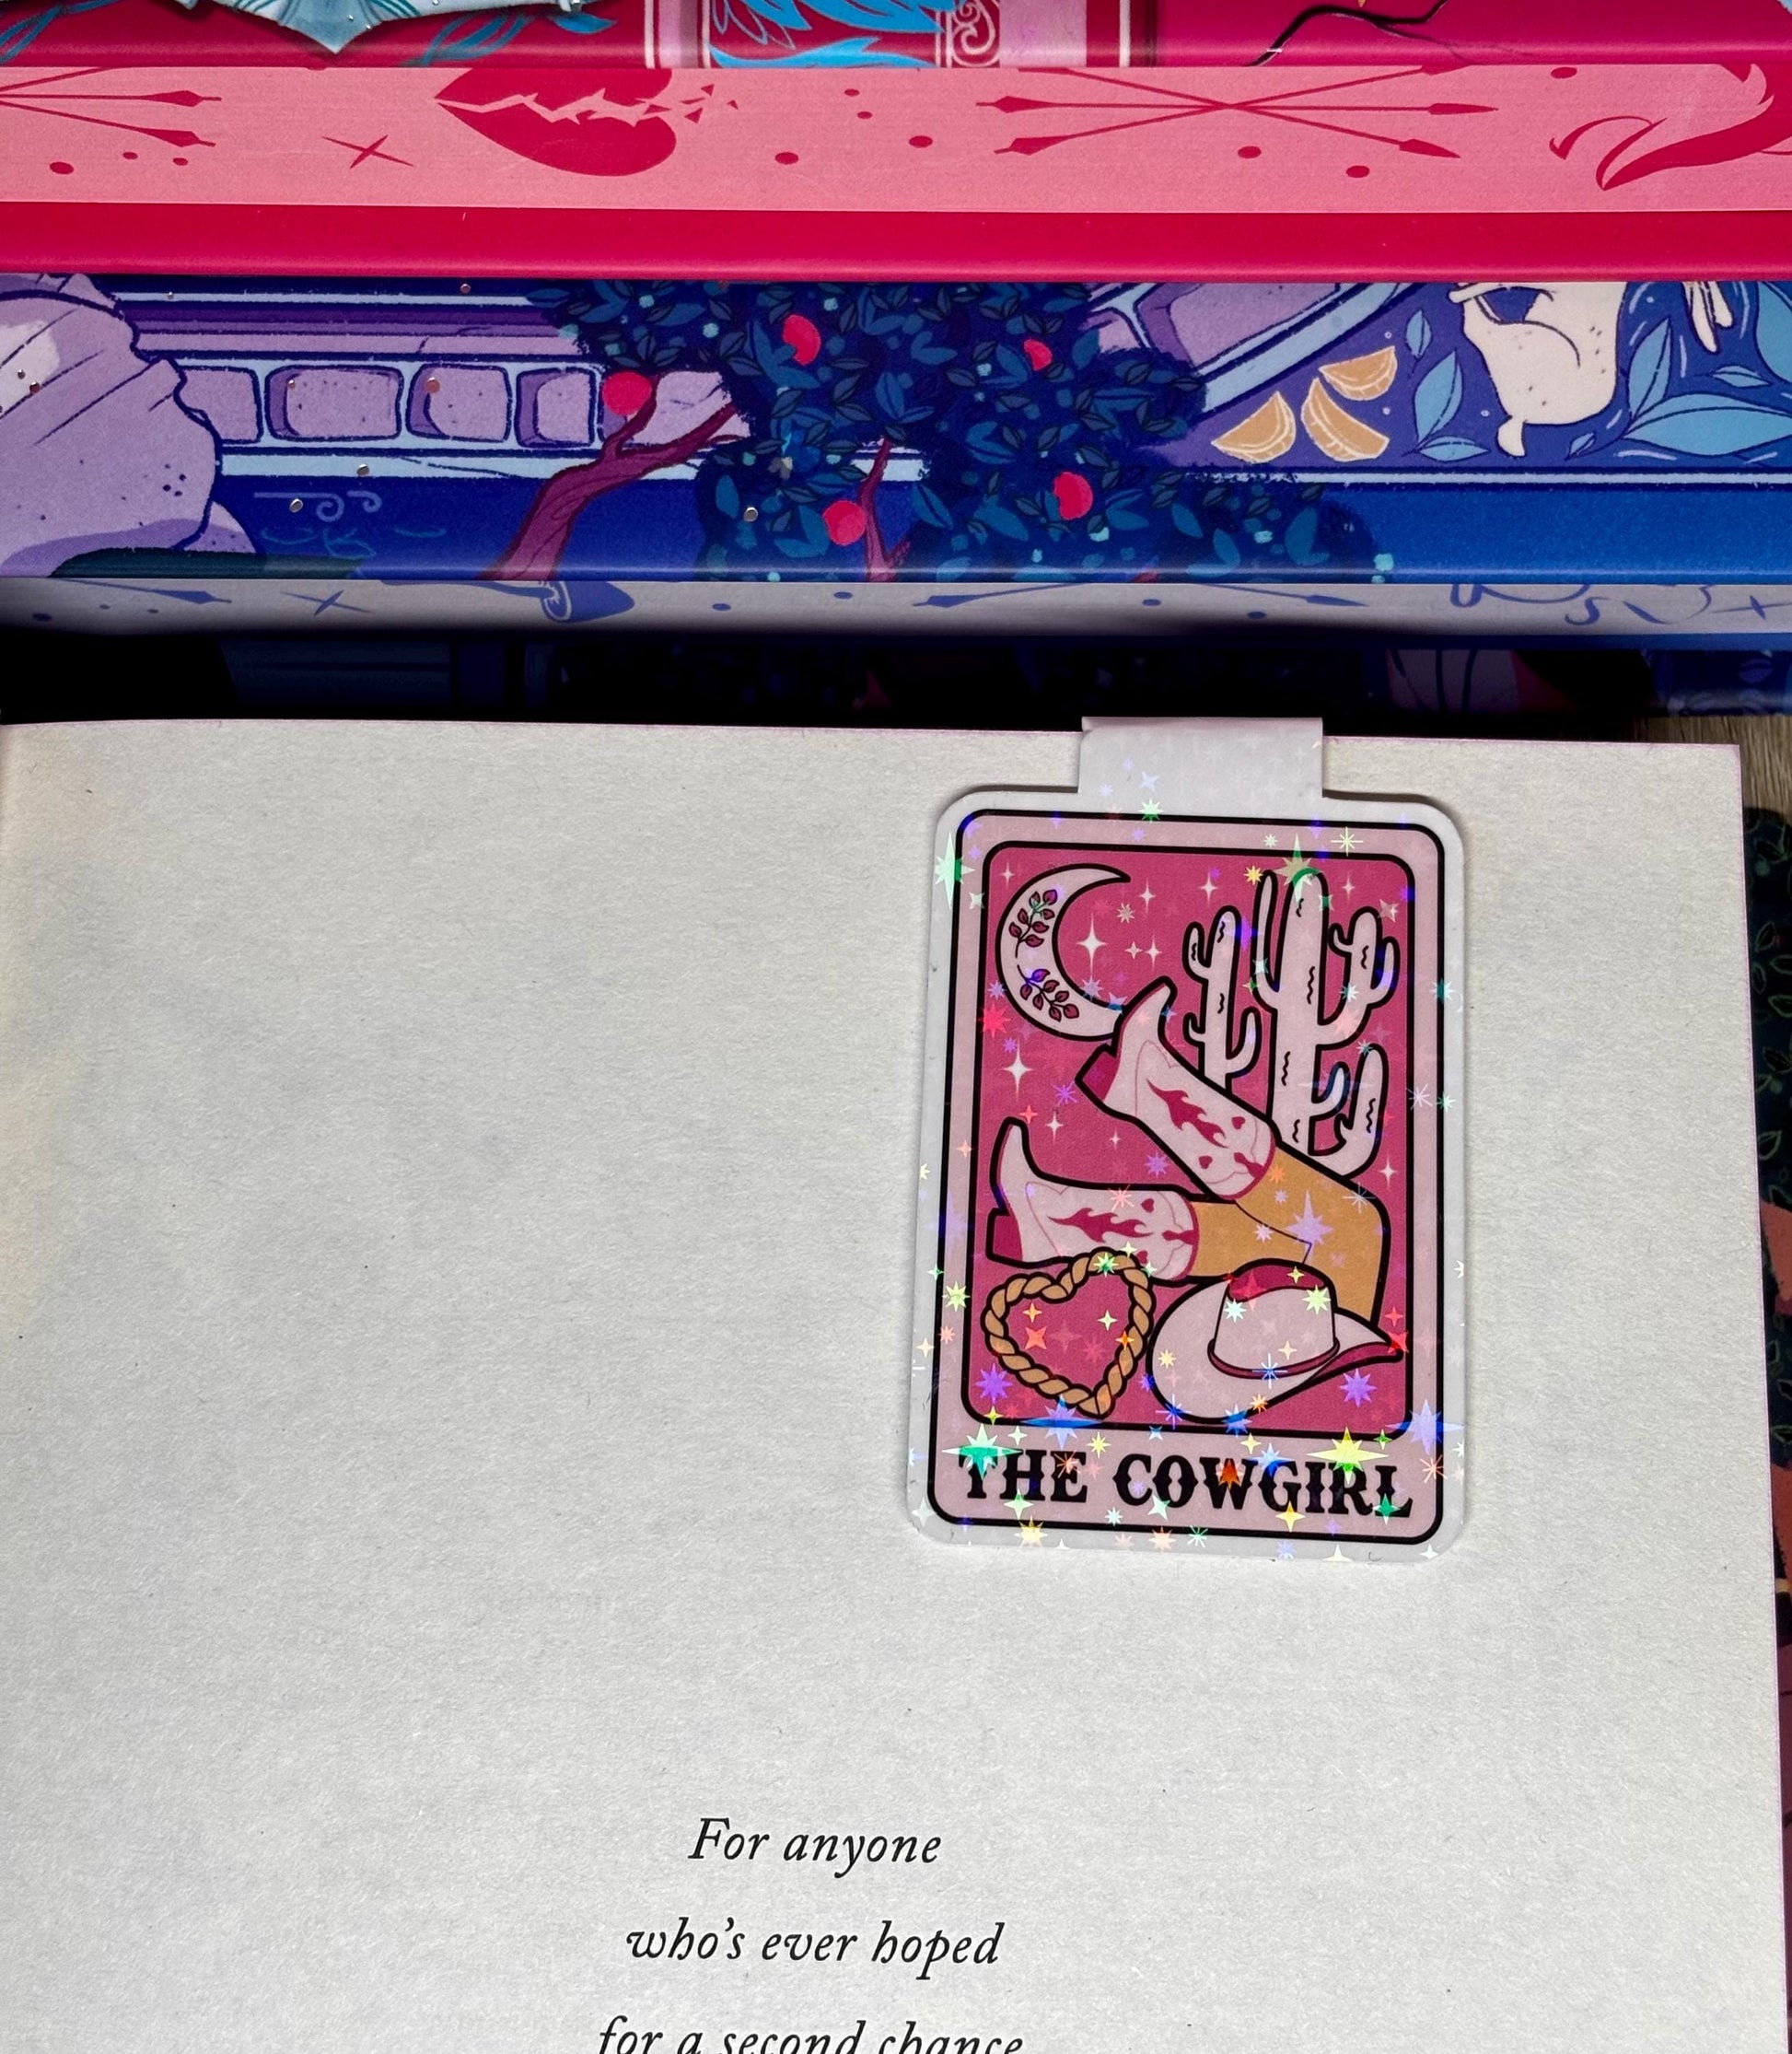 THE COWGIRL
For anyone
who's ever hoped
for a second chance